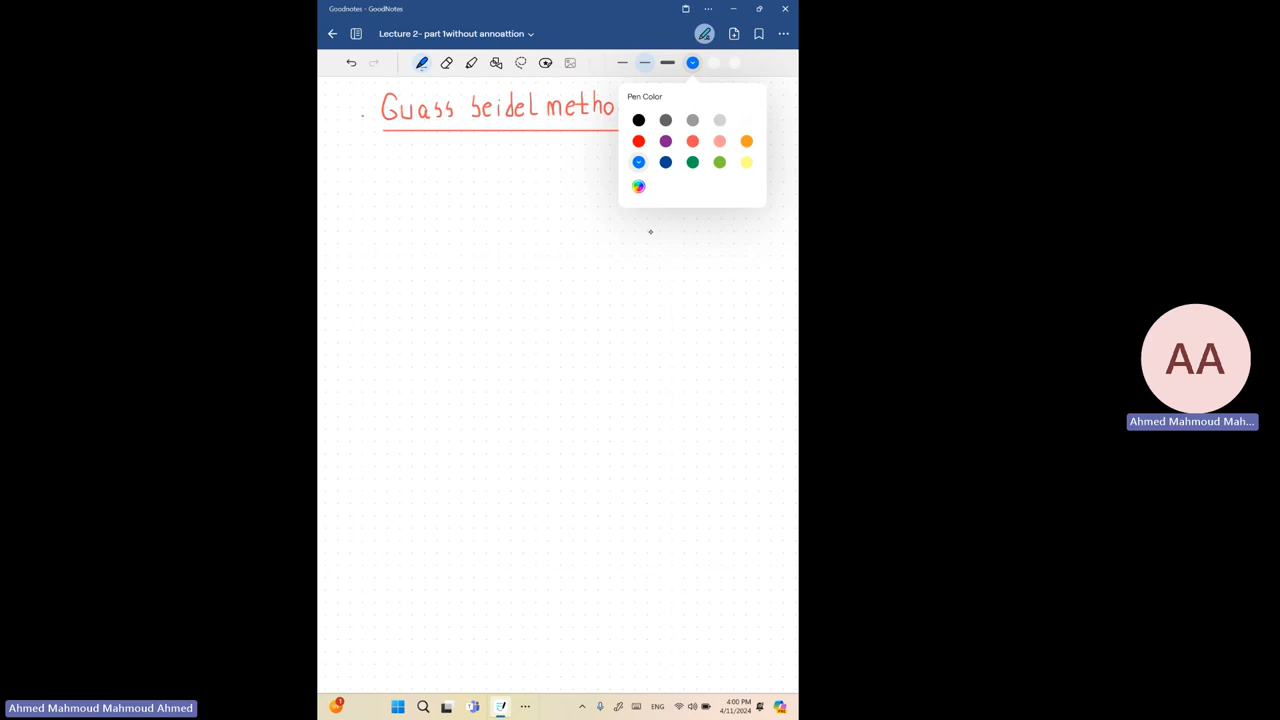 Goodnotes - GoodNotes
Lecture 2- part 1without annoattion
Pen Color
Guass seidel metho
AA
Ahmed Mahmoud Mah...
ENG
4:00 PM
4/11/2024
Ahmed Mahmoud Mahmoud Ahmed